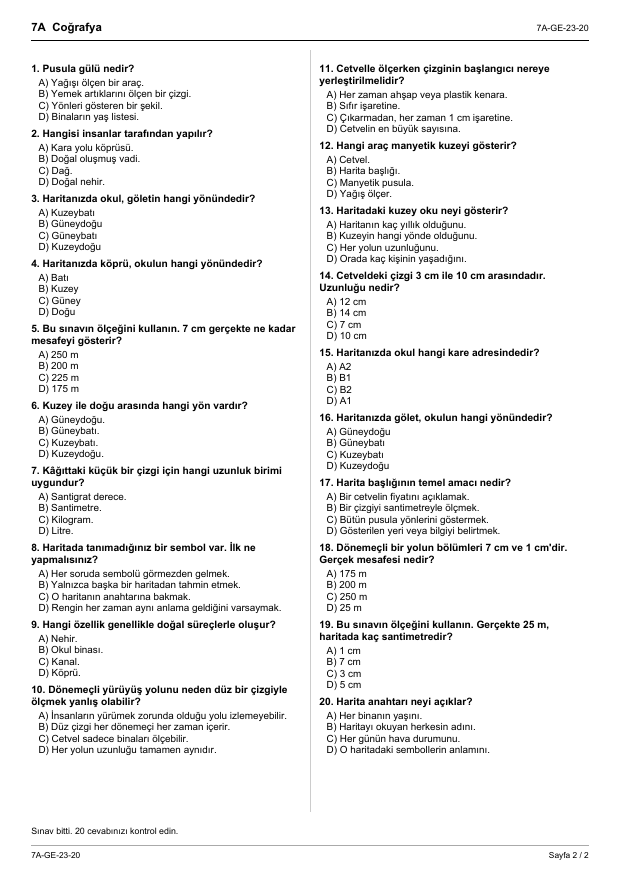 7A Coğrafya
7A-GE-23-20
1. Pusula gülü nedir?
A) Yağışı ölçen bir araç.
B) Yemek artıklarını ölçen bir çizgi.
C) Yönleri gösteren bir şekil.
D) Binaların yaş listesi.
2. Hangisi insanlar tarafından yapılır?
A) Kara yolu köprüsü.
B) Doğal oluşmuş vadi.
C) Dağ.
D) Doğal nehir.
3. Haritanızda okul, göletin hangi yönündedir?
A) Kuzeybatı
B) Güneydoğu
C) Güneybatı
D) Kuzeydoğu
4. Haritanızda köprü, okulun hangi yönündedir?
A) Batı
B) Kuzey
C) Güney
D) Doğu
5. Bu sınavın ölçeğini kullanın. 7 cm gerçekte ne kadar
mesafeyi gösterir?
A) 250 m
B) 200 m
C) 225 m
D) 175 m
6. Kuzey ile doğu arasında hangi yön vardır?
A) Güneydoğu.
B) Güneybatı.
C) Kuzeybatı.
D) Kuzeydoğu.
7. Kâğıttaki küçük bir çizgi için hangi uzunluk birimi
uygundur?
A) Santigrat derece.
B) Santimetre.
C) Kilogram.
D) Litre.
8. Haritada tanımadığınız bir sembol var. İlk ne
yapmalısınız?
A) Her soruda sembolü görmezden gelmek.
B) Yalnızca başka bir haritadan tahmin etmek.
C) O haritanın anahtarına bakmak.
D) Rengin her zaman aynı anlama geldiğini varsaymak.
9. Hangi özellik genellikle doğal süreçlerle oluşur?
A) Nehir.
B) Okul binası.
C) Kanal.
D) Köprü.
10. Dönemeçli yürüyüş yolunu neden düz bir çizgiyle
ölçmek yanlış olabilir?
A) İnsanların yürümek zorunda olduğu yolu izlemeyebilir.
B) Düz çizgi her dönemeci her zaman içerir.
C) Cetvel sadece binaları ölçebilir.
D) Her yolun uzunluğu tamamen aynıdır.
11. Cetvelle ölçerken çizginin başlangıcı nereye
yerleştirilmelidir?
A) Her zaman ahşap veya plastik kenara.
B) Sıfır işaretine.
C) Çıkarmadan, her zaman 1 cm işaretine.
D) Cetvelin en büyük sayısına.
12. Hangi araç manyetik kuzeyi gösterir?
A) Cetvel.
B) Harita başlığı.
C) Manyetik pusula.
D) Yağış ölçer.
13. Haritadaki kuzey oku neyi gösterir?
A) Haritanın kaç yıllık olduğunu.
B) Kuzeyin hangi yönde olduğunu.
C) Her yolun uzunluğunu.
D) Orada kaç kişinin yaşadığını.
14. Cetveldeki çizgi 3 cm ile 10 cm arasındadır.
Uzunluğu nedir?
A) 12 cm
B) 14 cm
C) 7 cm
D) 10 cm
15. Haritanızda okul hangi kare adresindedir?
A) A2
B) B1
C) B2
D) A1
16. Haritanızda gölet, okulun hangi yönündedir?
A) Güneydoğu
B) Güneybatı
C) Kuzeybatı
D) Kuzeydoğu
17. Harita başlığının temel amacı nedir?
A) Bir cetvelin fiyatını açıklamak.
B) Bir çizgiyi santimetreyle ölçmek.
C) Bütün pusula yönlerini göstermek.
D) Gösterilen yeri veya bilgiyi belirtmek.
18. Dönemeçli bir yolun bölümleri 7 cm ve 1 cm'dir.
Gerçek mesafesi nedir?
A) 175 m
B) 200 m
C) 250 m
D) 25 m
19. Bu sınavın ölçeğini kullanın. Gerçekte 25 m,
haritada kaç santimetredir?
A) 1 cm
B) 7 cm
C) 3 cm
D) 5 cm
20. Harita anahtarı neyi açıklar?
A) Her binanın yaşını.
B) Haritayı okuyan herkesin adını.
C) Her günün hava durumunu.
D) O haritadaki sembollerin anlamını.
Sınav bitti. 20 cevabınızı kontrol edin.
7A-GE-23-20
Sayfa 2 / 2